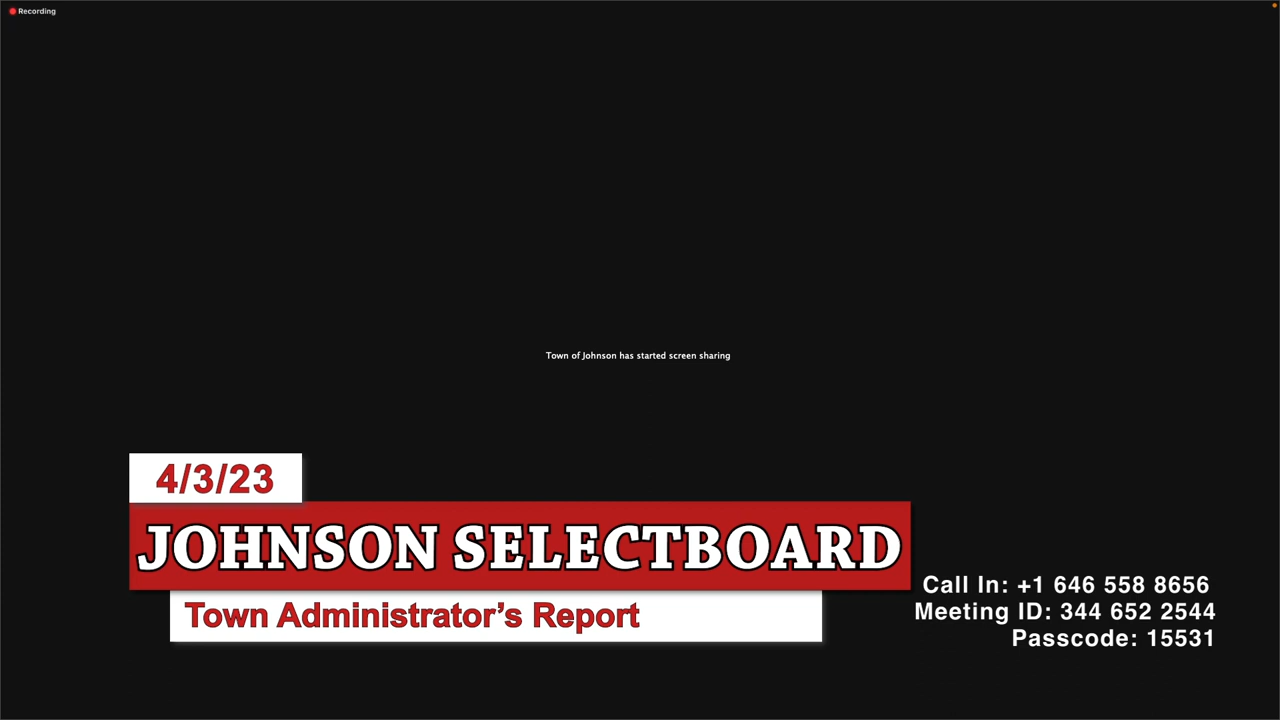 Recording
Town of Johnson has started screen sharing
4/3/23
JOHNSON SELECTBOARD
Town Administrator’s Report
Call In: +1 646 558 8656
Meeting ID: 344 652 2544
Passcode: 15531